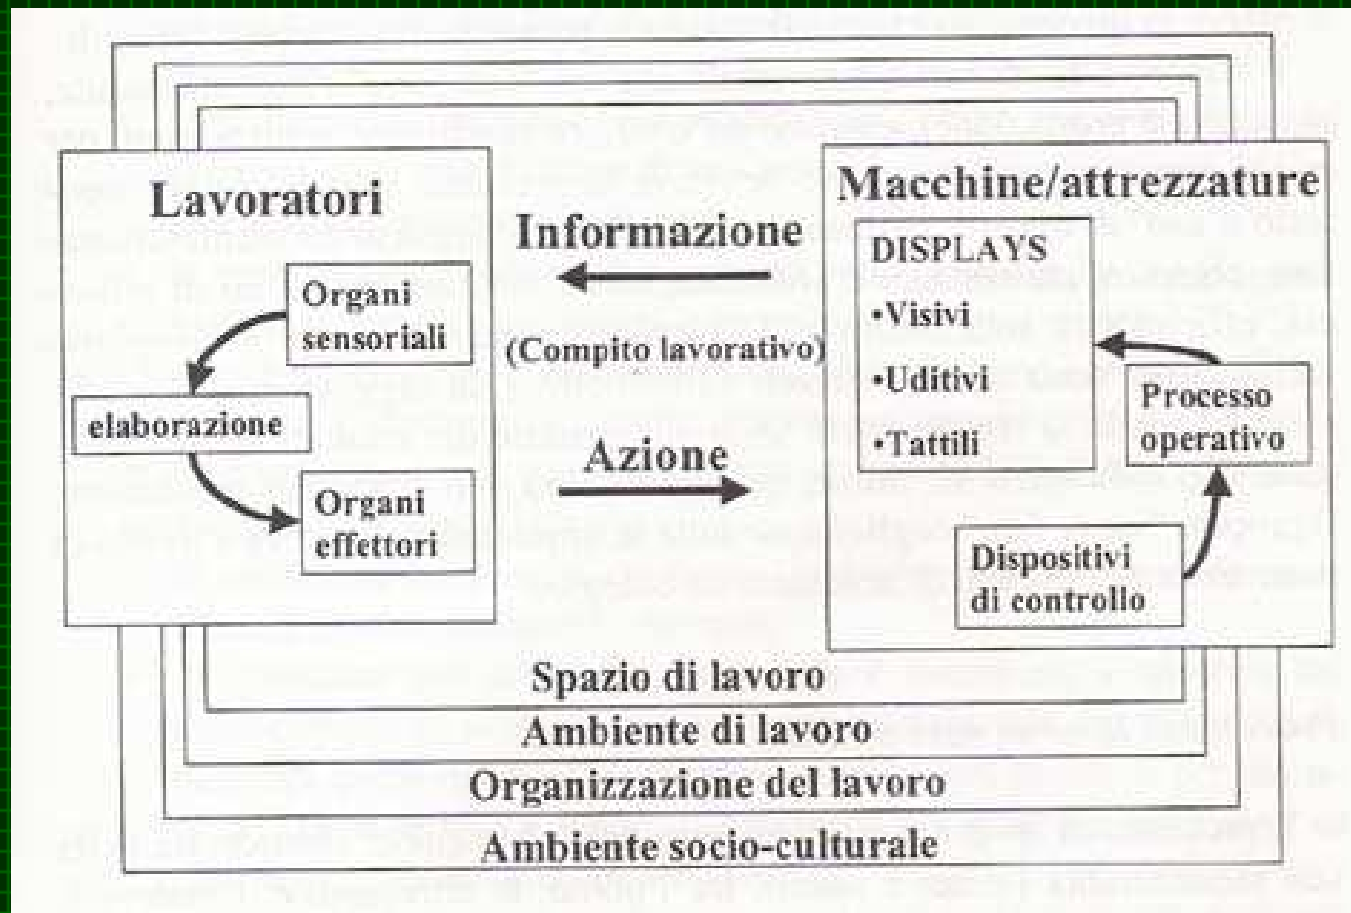 Lavoratori
Organi
sensoriali
elaborazione
Organi
effettori
Informazione
(Compito lavorativo)
Azione
Macchine/attrezzature
DISPLAYS
•Visivi
•Uditivi
•Tattili
Processo
operativo
Dispositivi
di controllo
Spazio di lavoro
Ambiente di lavoro
Organizzazione del lavoro
Ambiente socio-culturale